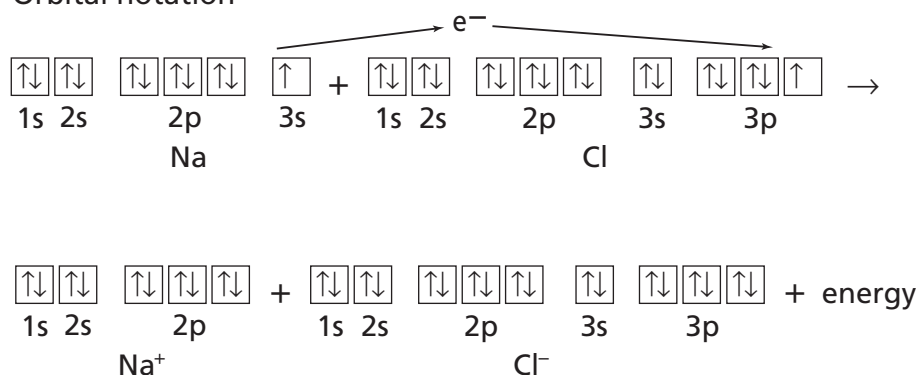 Orbital notation
e−
↑↓ ↑↓ ↑↓ ↑↓ ↑↓ ↑ + ↑↓ ↑↓ ↑↓ ↑↓ ↑↓ ↑↓ ↑↓ ↑↓ ↑ →
1s 2s 2p 3s 1s 2s 2p 3s 3p
Na Cl
↑↓ ↑↓ ↑↓ ↑↓ ↑↓ + ↑↓ ↑↓ ↑↓ ↑↓ ↑↓ ↑↓ ↑↓ ↑↓ ↑↓ + energy
1s 2s 2p 1s 2s 2p 3s 3p
Na⁺ Cl⁻